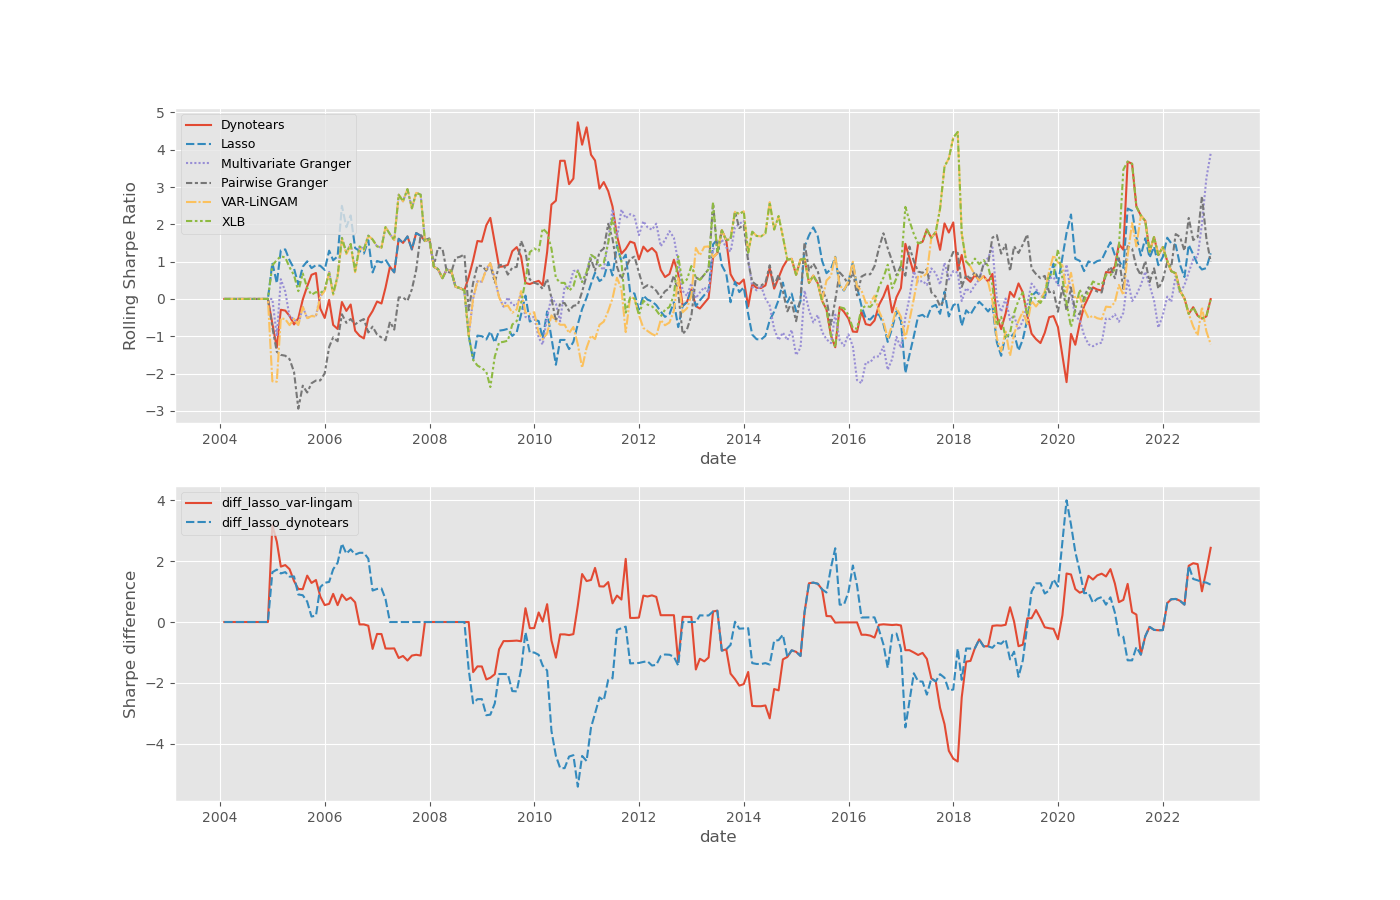 5
4
3
2
1
0
−1
−2
−3
Rolling Sharpe Ratio
Dynotears
Lasso
Multivariate Granger
Pairwise Granger
VAR-LiNGAM
XLB
2004 2006 2008 2010 2012 2014 2016 2018 2020 2022
date
4
2
0
−2
−4
Sharpe difference
diff_lasso_var-lingam
diff_lasso_dynotears
2004 2006 2008 2010 2012 2014 2016 2018 2020 2022
date